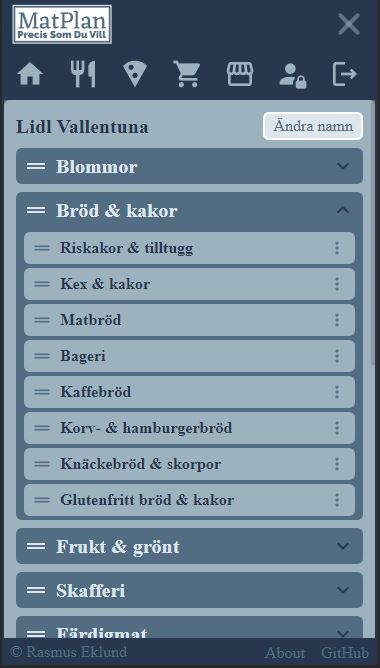 MatPlan
Precis Som Du Vill
Lidl Vallentuna
Ändra namn
Blommor
Bröd & kakor
Riskakor & tilltugg
Kex & kakor
Matbröd
Bageri
Kaffebröd
Korv- & hamburgerbröd
Knäckebröd & skorpor
Glutenfritt bröd & kakor
Frukt & grönt
Skafferi
Färdigmat
© Rasmus Eklund
About
GitHub